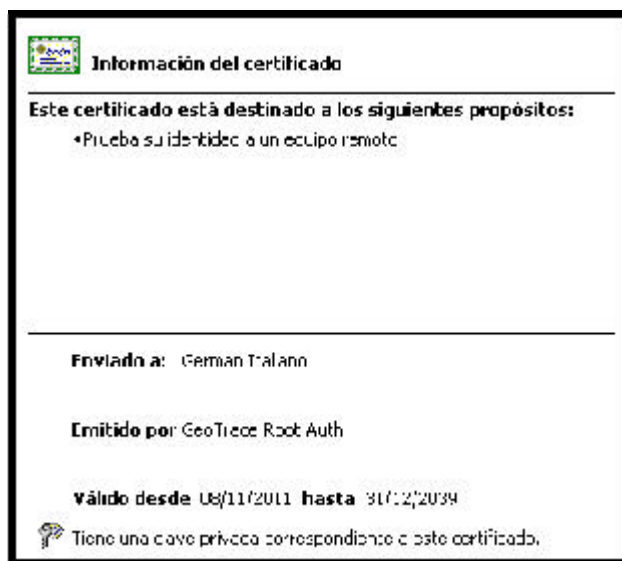 Información del certificado
Este certificado está destinado a los siguientes propósitos:
•Prueba su identidad a un equipo remoto
Enviado a: German Italano
Emitido por GeoTrace Root Auth
Válido desde 08/11/2011 hasta 31/12/2039
Tiene una clave privada correspondiente a este certificado.